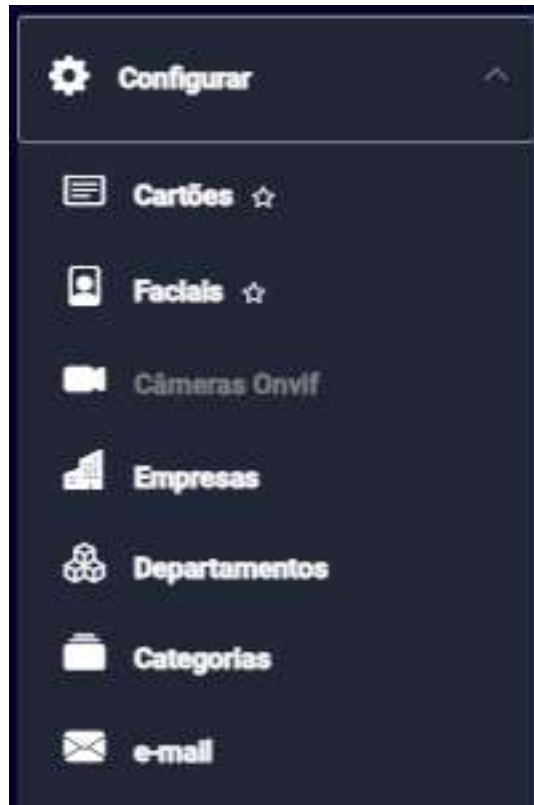 Configurar
Cartões
Faciais
Câmeras Onvif
Empresas
Departamentos
Categorias
e-mail